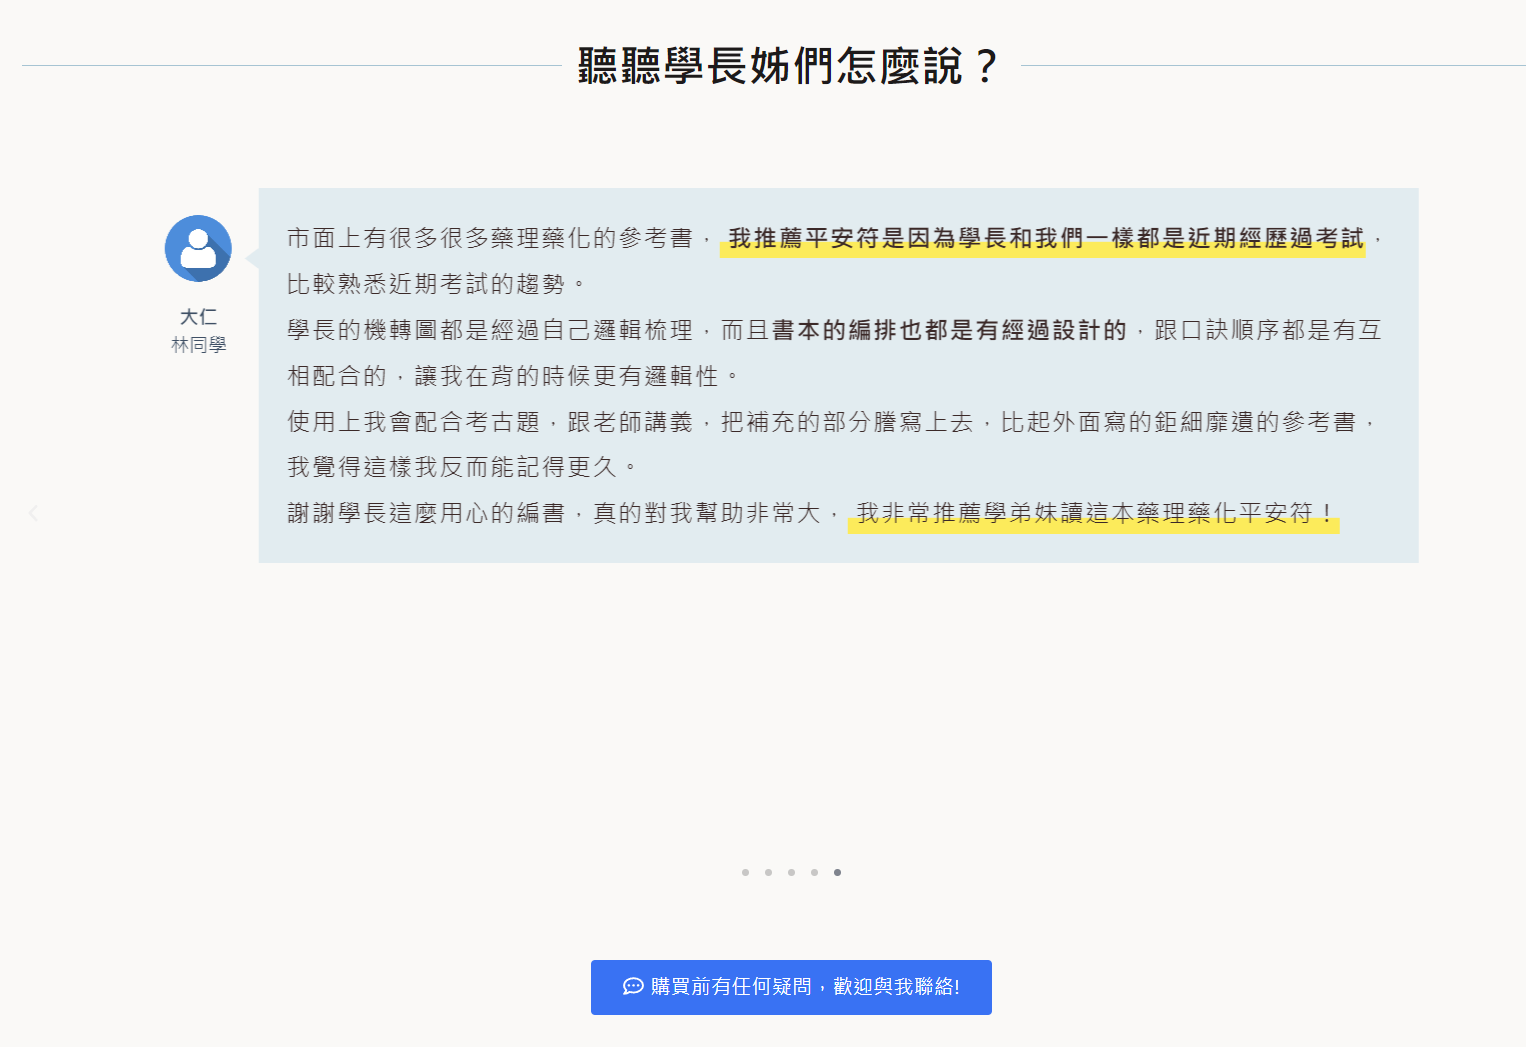 聽聽學長姊們怎麼說？
市面上有很多很多藥理藥化的參考書，我推薦平安符是因為學長和我們一樣都是近期經歷過考試，
比較熟悉近期考試的趨勢。
大仁
林同學
學長的機轉圖都是經過自己邏輯梳理，而且書本的編排也都是有經過設計的，跟口訣順序都是有互
相配合的，讓我在背的時候更有邏輯性。
使用上我會配合考古題，跟老師講義，把補充的部分謄寫上去，比起外面寫的鉅細靡遺的參考書，
我覺得這樣我反而能記得更久。
謝謝學長這麼用心的編書，真的對我幫助非常大，我非常推薦學弟妹讀這本藥理藥化平安符！
購買前有任何疑問，歡迎與我聯絡!